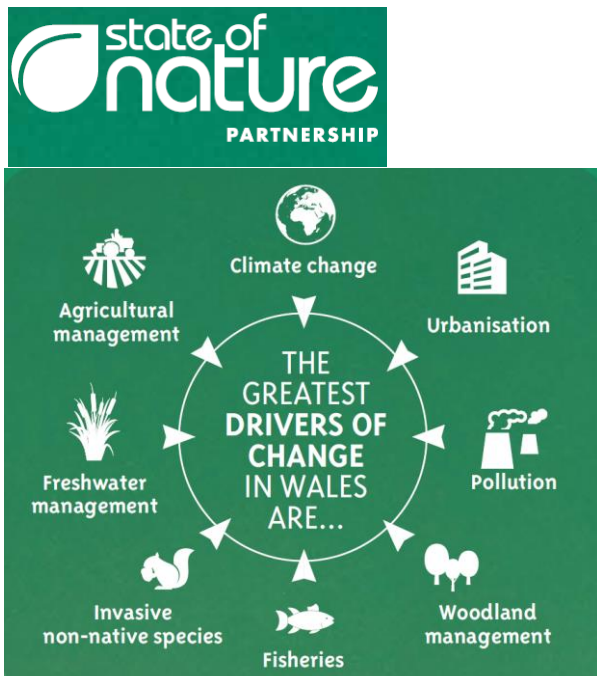 state of
nature
PARTNERSHIP
Climate change
Urbanisation
Pollution
Woodland
management
Fisheries
Invasive
non-native species
Freshwater
management
Agricultural
management
THE
GREATEST
DRIVERS OF
CHANGE
IN WALES
ARE...